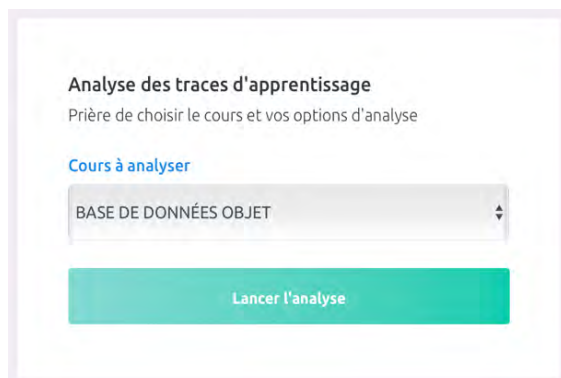 Analyse des traces d'apprentissage
Prière de choisir le cours et vos options d'analyse
Cours à analyser
BASE DE DONNÉES OBJET
Lancer l'analyse